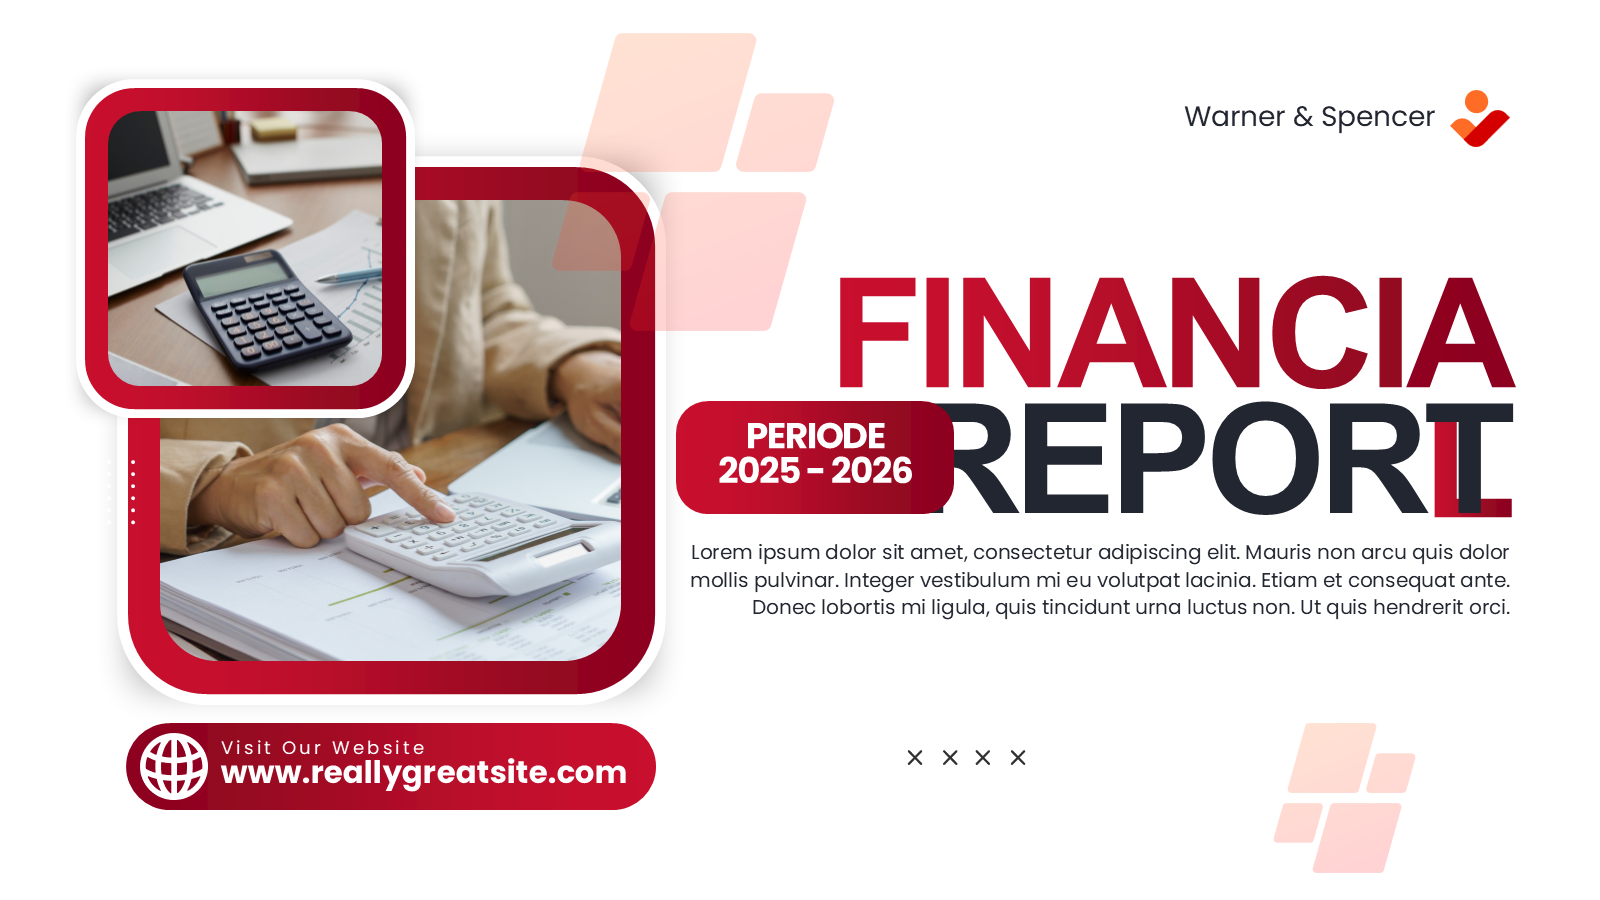 Warner & Spencer
FINANCIA
L
REPORT
PERIODE
2025 - 2026
Lorem ipsum dolor sit amet, consectetur adipiscing elit. Mauris non arcu quis dolor
mollis pulvinar. Integer vestibulum mi eu volutpat lacinia. Etiam et consequat ante.
Donec lobortis mi ligula, quis tincidunt urna luctus non. Ut quis hendrerit orci.
Visit Our Website
www.reallygreatsite.com